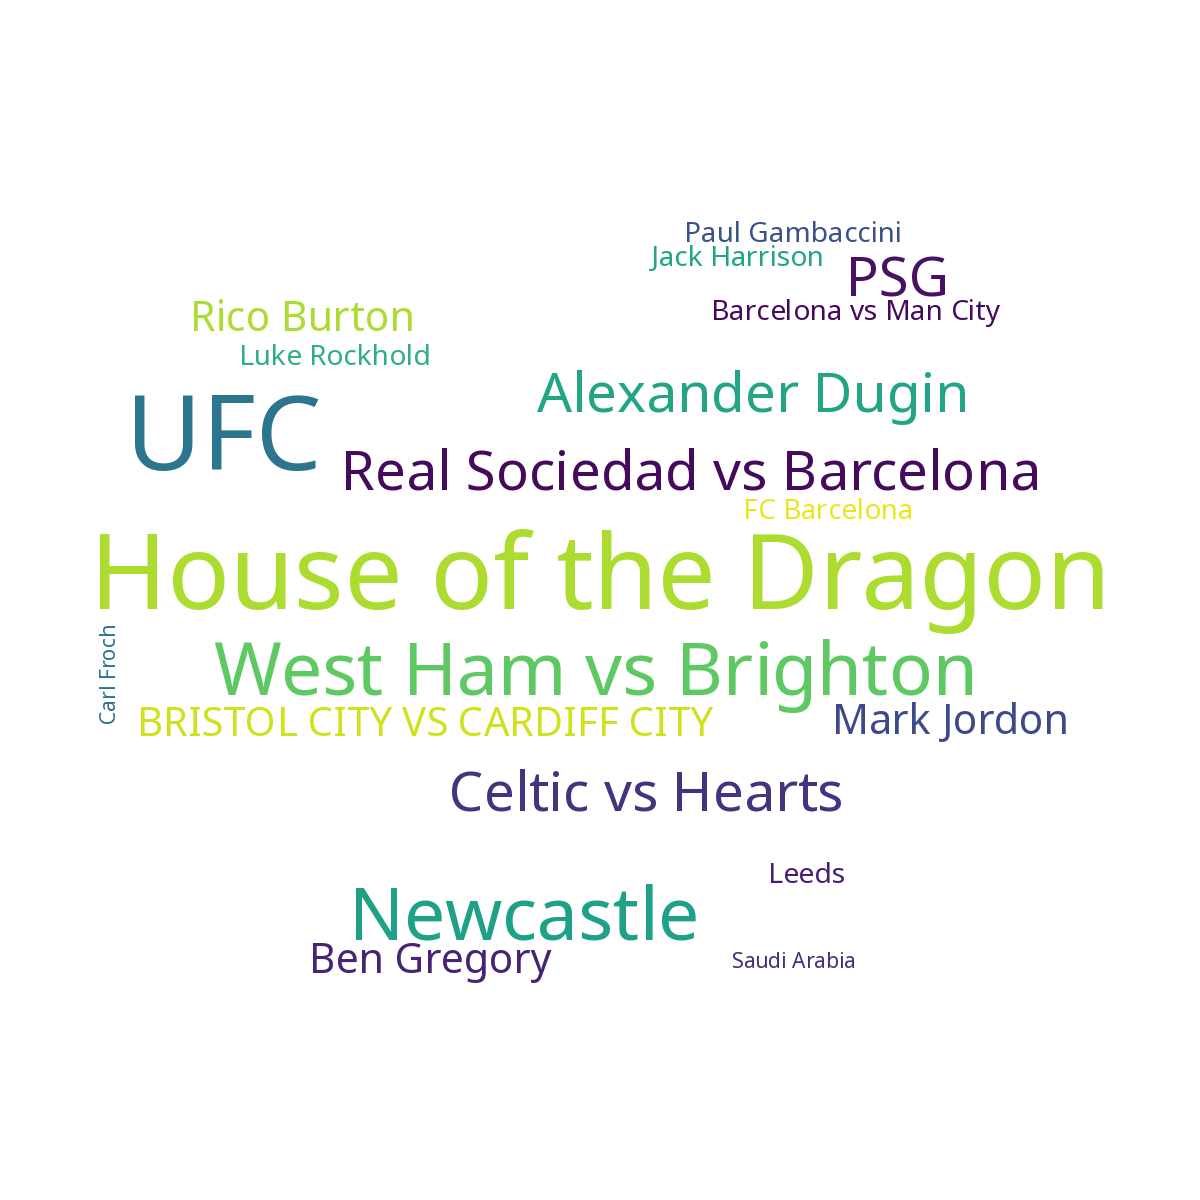 Paul Gambaccini
Jack Harrison
PSG
Rico Burton
Barcelona vs Man City
Luke Rockhold
Alexander Dugin
UFC
Real Sociedad vs Barcelona
FC Barcelona
House of the Dragon
Carl Froch
West Ham vs Brighton
BRISTOL CITY VS CARDIFF CITY
Mark Jordon
Celtic vs Hearts
Leeds
Newcastle
Ben Gregory
Saudi Arabia